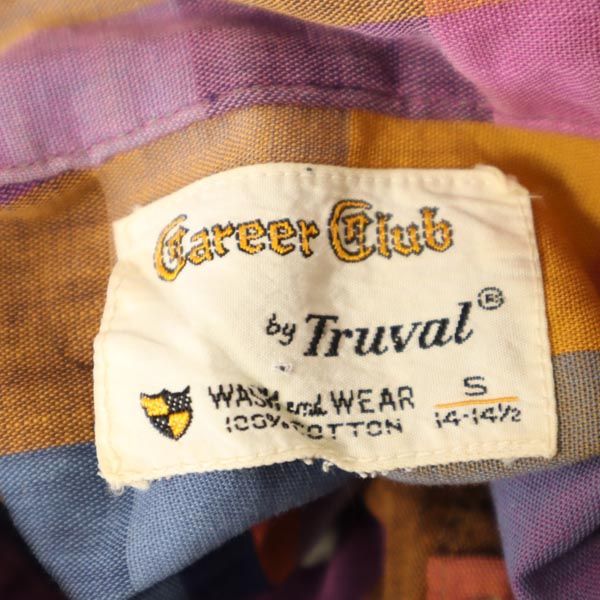 Career Club
by Truval®
WASH and WEAR
100% COTTON
S
14-14½